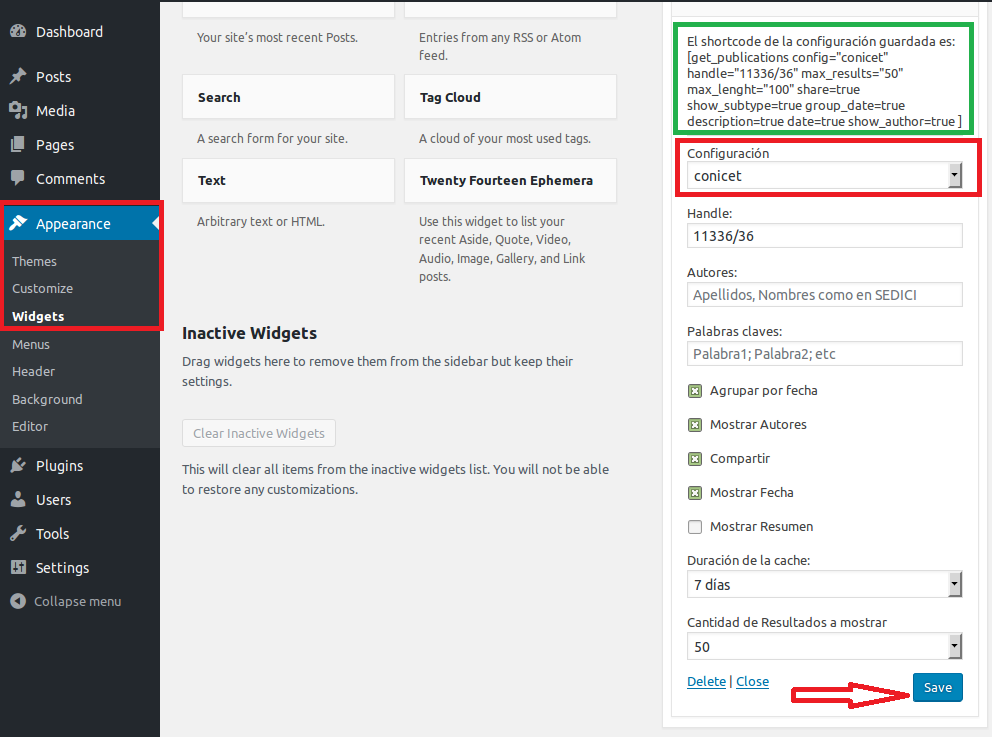 Dashboard
Posts
Media
Pages
Comments
Appearance
Themes
Customize
Widgets
Menus
Header
Background
Editor
Plugins
Users
Tools
Settings
Collapse menu
Your site's most recent Posts.
Entries from any RSS or Atom
feed.
Search
Tag Cloud
A search form for your site.
A cloud of your most used tags.
Text
Twenty Fourteen Ephemera
Arbitrary text or HTML.
Use this widget to list your
recent Aside, Quote, Video,
Audio, Image, Gallery, and Link
posts.
Inactive Widgets
Drag widgets here to remove them from the sidebar but keep their
settings.
Clear Inactive Widgets
This will clear all items from the inactive widgets list. You will not be able
to restore any customizations.
El shortcode de la configuración guardada es:
[get_publications config="conicet"
handle="11336/36" max_results="50"
max_lenght="100" share=true
show_subtype=true group_date=true
description=true date=true show_author=true ]
Configuración
conicet
Handle:
11336/36
Autores:
Apellidos, Nombres como en SEDICI
Palabras claves:
Palabra1; Palabra2; etc
Agrupar por fecha
Mostrar Autores
Compartir
Mostrar Fecha
Mostrar Resumen
Duración de la cache:
7 días
Cantidad de Resultados a mostrar
50
Delete | Close
Save